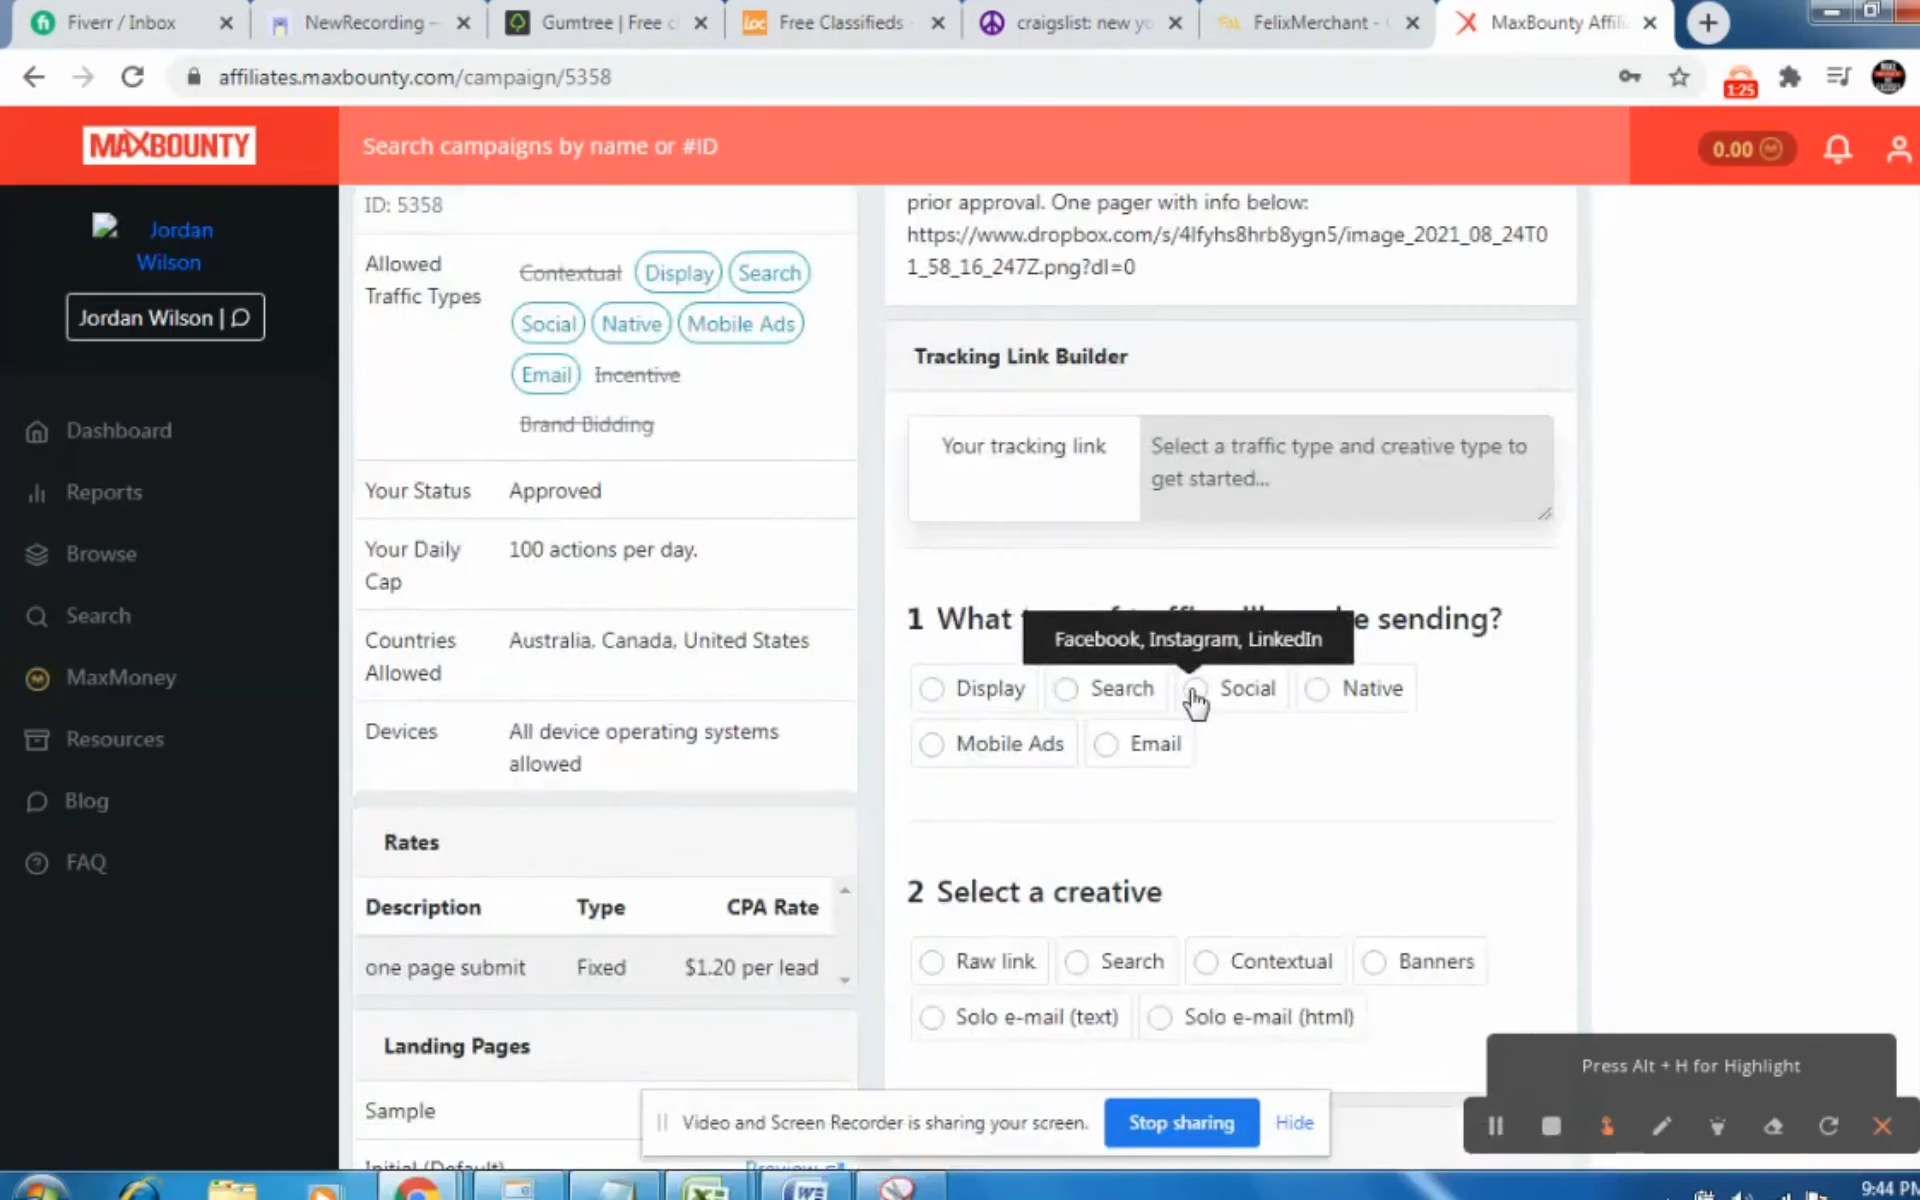 Fiverr / Inbox
NewRecording –
Gumtree | Free c
Free Classifieds
craigslist: new yo
FelixMerchant -
MaxBounty Affili
affiliates.maxbounty.com/campaign/5358
1:25
MAXBOUNTY
Search campaigns by name or #ID
0.00
Jordan
Wilson
Jordan Wilson |
Dashboard
Reports
Browse
Search
MaxMoney
Resources
Blog
FAQ
ID: 5358
Allowed
Traffic Types
Contextual Display Search
Social Native Mobile Ads
Email Incentive
Brand Bidding
Your Status Approved
Your Daily
Cap
100 actions per day.
Countries
Allowed
Australia, Canada, United States
Devices
All device operating systems
allowed
Rates
Description Type CPA Rate
one page submit Fixed $1.20 per lead
Landing Pages
Sample
Initial (Default) Preview
prior approval. One pager with info below:
https://www.dropbox.com/s/4lfyhs8hrb8ygn5/image_2021_08_24T0
1_58_16_247Z.png?dl=0
Tracking Link Builder
Your tracking link
Select a traffic type and creative type to
get started...
1 What e sending?
Facebook, Instagram, LinkedIn
Display Search Social Native
Mobile Ads Email
2 Select a creative
Raw link Search Contextual Banners
Solo e-mail (text) Solo e-mail (html)
Press Alt + H for Highlight
Video and Screen Recorder is sharing your screen. Stop sharing Hide
9:44 PM